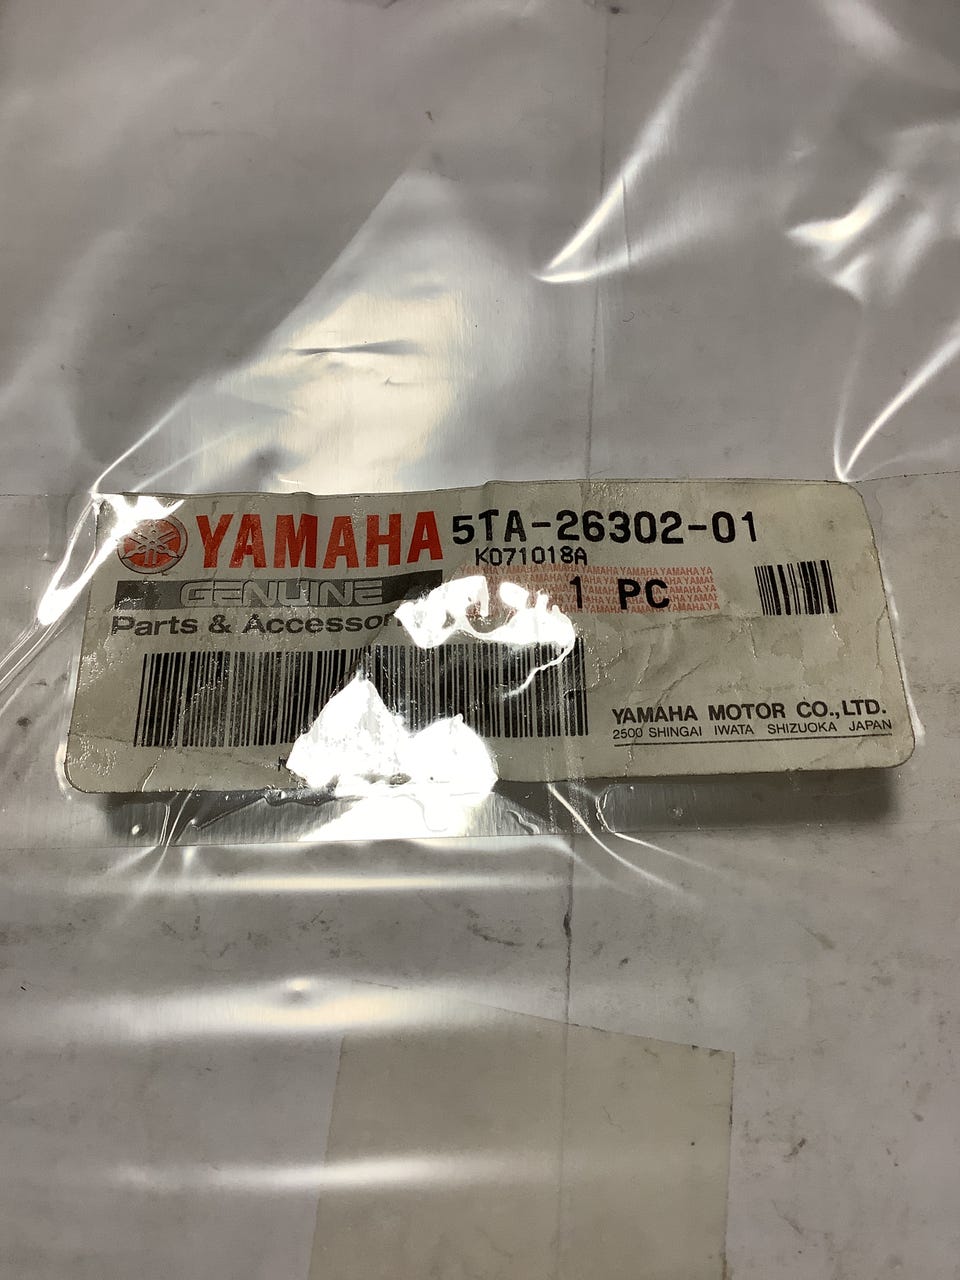 YAMAHA 5TA-26302-01
K071018A
GENUINE 1 PC
Parts & Accessor
YAMAHA MOTOR CO.,LTD.
2500 SHINGAI IWATA SHIZUOKA JAPAN